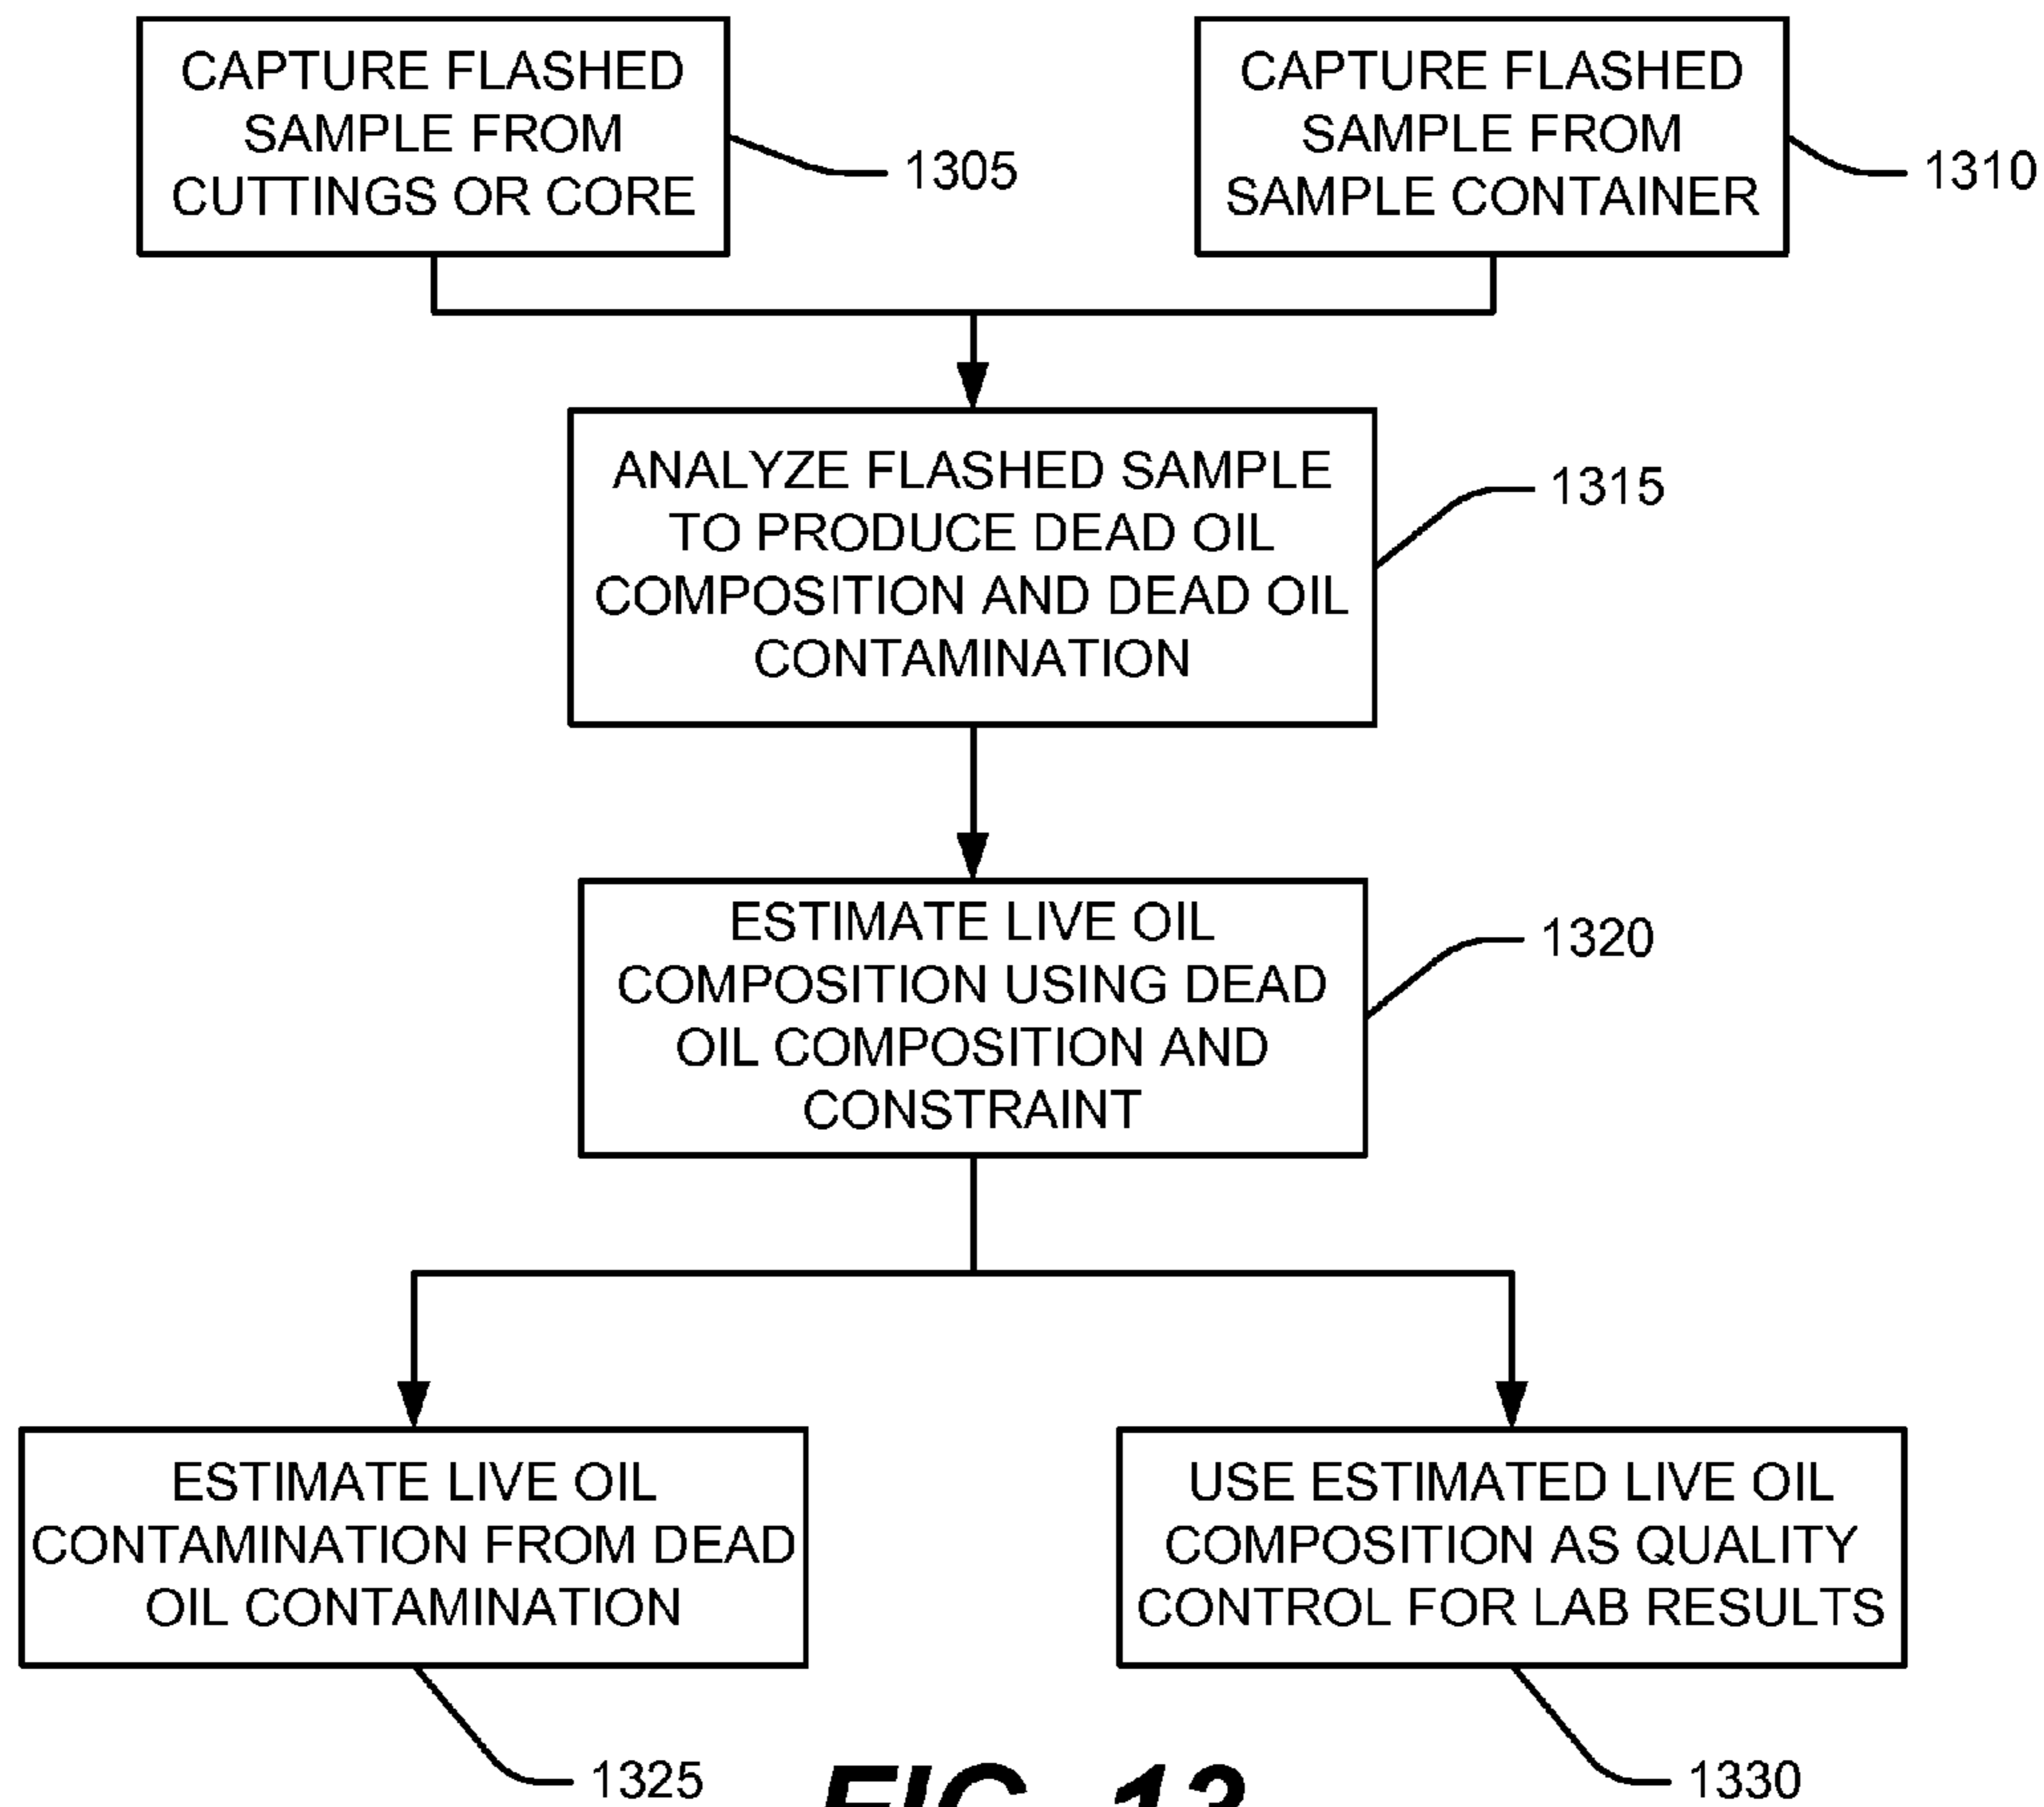 CAPTURE FLASHED
SAMPLE FROM
CUTTINGS OR CORE
1305
CAPTURE FLASHED
SAMPLE FROM
SAMPLE CONTAINER
1310
ANALYZE FLASHED SAMPLE
TO PRODUCE DEAD OIL
COMPOSITION AND DEAD OIL
CONTAMINATION
1315
ESTIMATE LIVE OIL
COMPOSITION USING DEAD
OIL COMPOSITION AND
CONSTRAINT
1320
ESTIMATE LIVE OIL
CONTAMINATION FROM DEAD
OIL CONTAMINATION
1325
USE ESTIMATED LIVE OIL
COMPOSITION AS QUALITY
CONTROL FOR LAB RESULTS
1330
FIG. 13